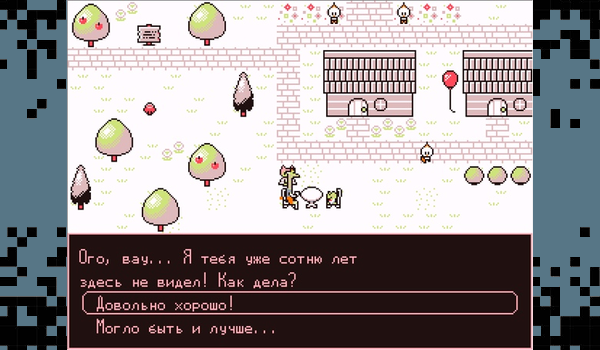 Ого, вау... Я тебя уже сотню лет
здесь не видел! Как дела?
Довольно хорошо!
Могло быть и лучше...